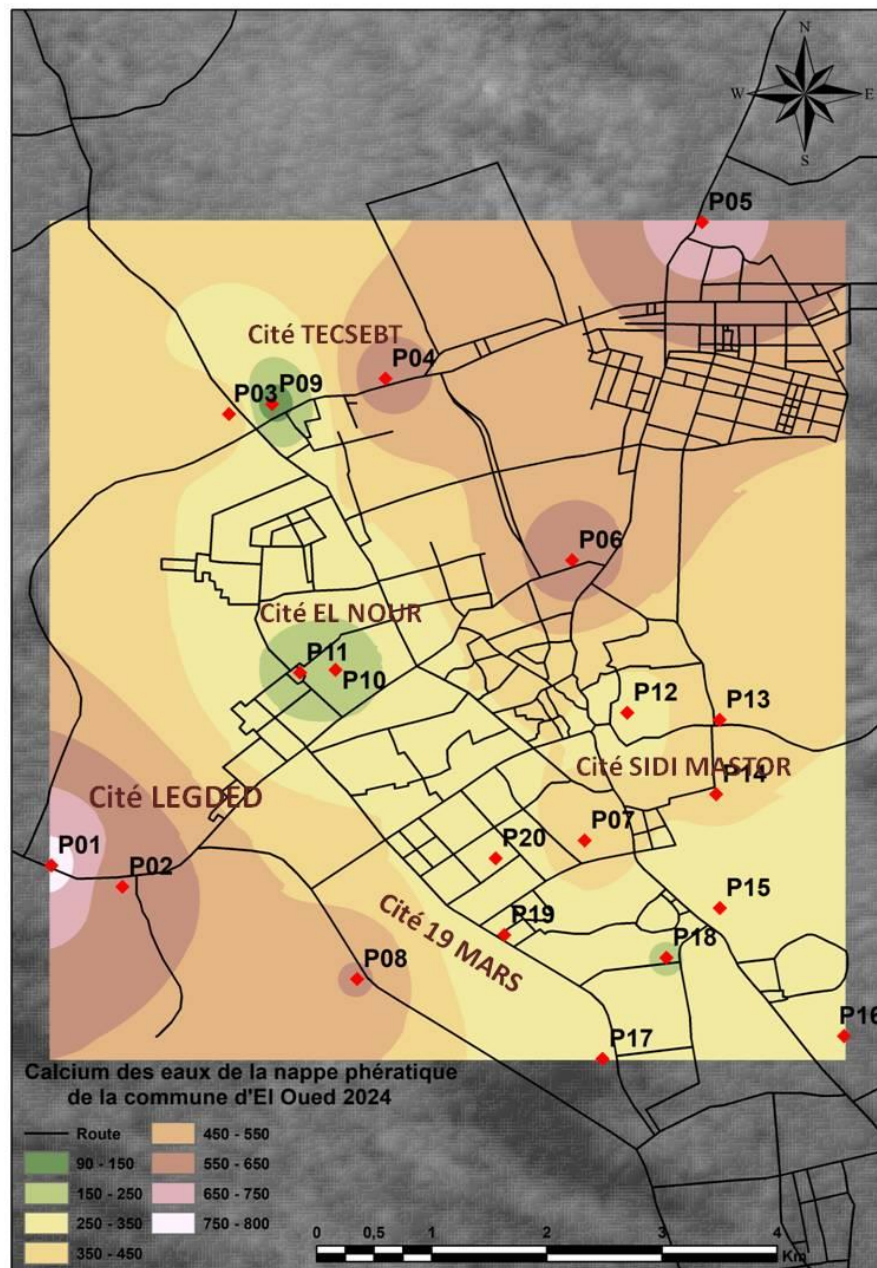 N
W
E
S
P05
Cité TECSEBT
P04
P09
P03
P06
Cité EL NOUR
P11
P10
P12
P13
Cité SIDI MASTOR
P14
Cité LEGDED
P07
P01
P20
P02
P15
Cité 19 MARS
P19
P18
P08
P16
P17
Calcium des eaux de la nappe phératique
de la commune d'El Oued 2024
Route
90 - 150
150 - 250
250 - 350
350 - 450
450 - 550
550 - 650
650 - 750
750 - 800
0 0,5 1 2 3 4
Km